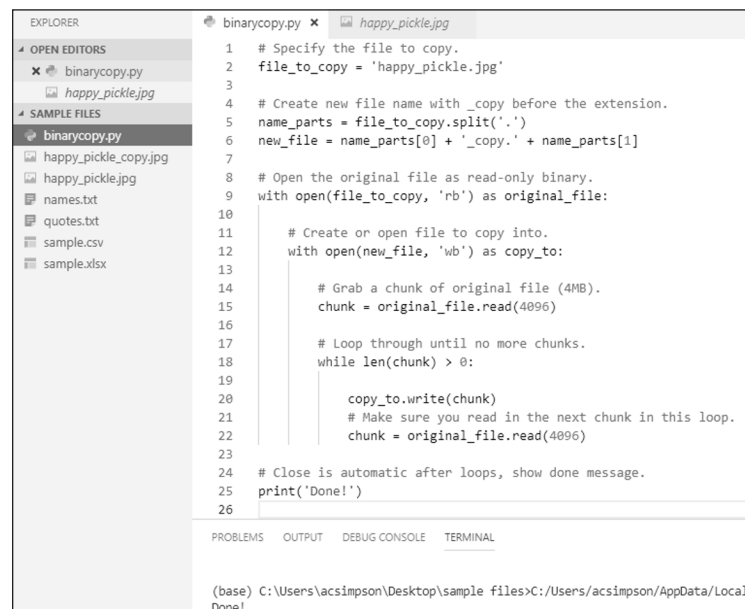 EXPLORER
OPEN EDITORS
binarycopy.py
happy_pickle.jpg
SAMPLE FILES
binarycopy.py
happy_pickle_copy.jpg
happy_pickle.jpg
names.txt
quotes.txt
sample.csv
sample.xlsx
binarycopy.py happy_pickle.jpg
1 # Specify the file to copy.
2 file_to_copy = 'happy_pickle.jpg'
3
4 # Create new file name with _copy before the extension.
5 name_parts = file_to_copy.split('.')
6 new_file = name_parts[0] + '_copy.' + name_parts[1]
7
8 # Open the original file as read-only binary.
9 with open(file_to_copy, 'rb') as original_file:
10
11 # Create or open file to copy into.
12 with open(new_file, 'wb') as copy_to:
13
14 # Grab a chunk of original file (4MB).
15 chunk = original_file.read(4096)
16
17 # Loop through until no more chunks.
18 while len(chunk) > 0:
19
20 copy_to.write(chunk)
21 # Make sure you read in the next chunk in this loop.
22 chunk = original_file.read(4096)
23
24 # Close is automatic after loops, show done message.
25 print('Done!')
26
PROBLEMS OUTPUT DEBUG CONSOLE TERMINAL
(base) C:\Users\acsimpson\Desktop\sample files>C:/Users/acsimpson/AppData/Local
Done!